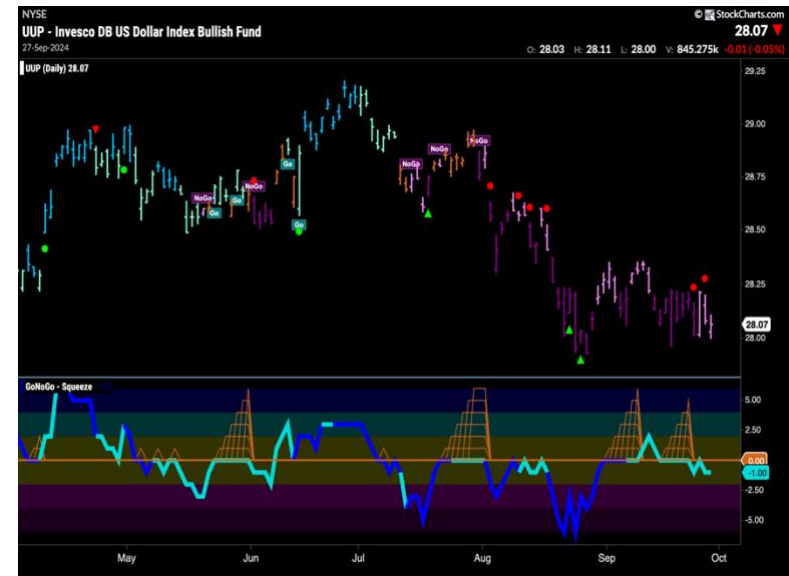 NYSE
© StockCharts.com
UUP - Invesco DB US Dollar Index Bullish Fund
28.07
27-Sep-2024
O: 28.03 H: 28.11 L: 28.00 V: 845.275k -0.01 (-0.05%)
UUP (Daily) 28.07
29.25
29.00
28.75
28.50
28.25
28.07
28.00
NoGo
Go
Go
NoGo
Go
Go
NoGo
NoGo
NoGo
GoNoGo - Squeeze
5.00
2.50
0.00
-1.00
-2.50
-5.00
May Jun Jul Aug Sep Oct